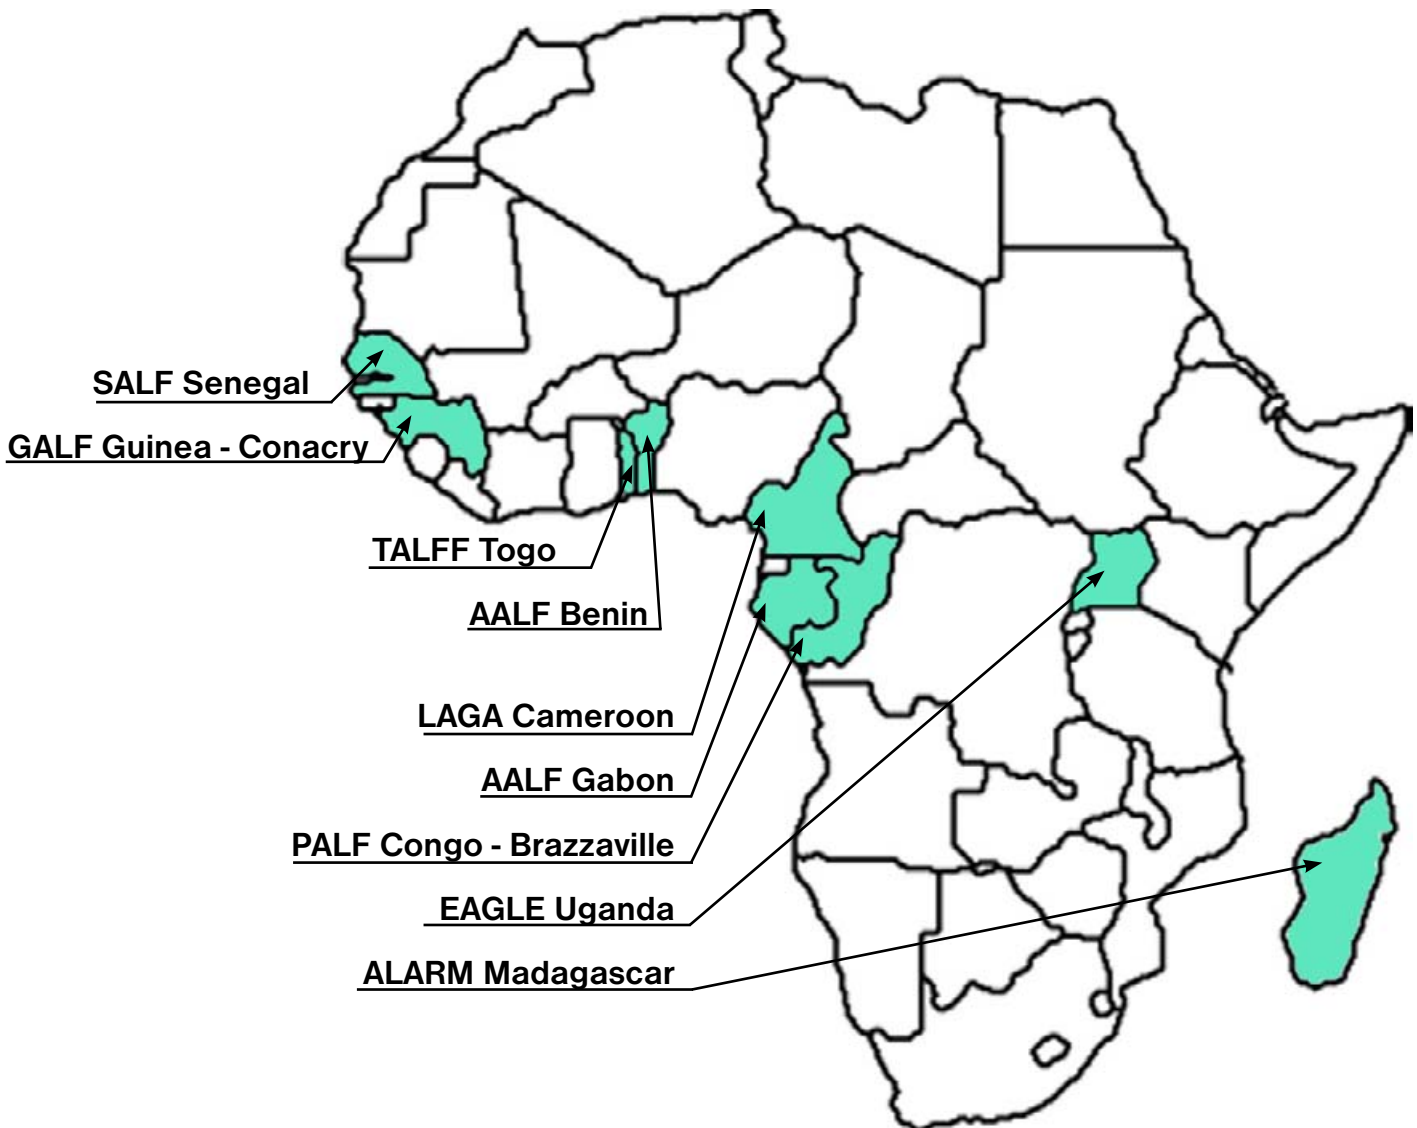 SALF Senegal
GALF Guinea - Conacry
TALFF Togo
AALF Benin
LAGA Cameroon
AALF Gabon
PALF Congo - Brazzaville
EAGLE Uganda
ALARM Madagascar